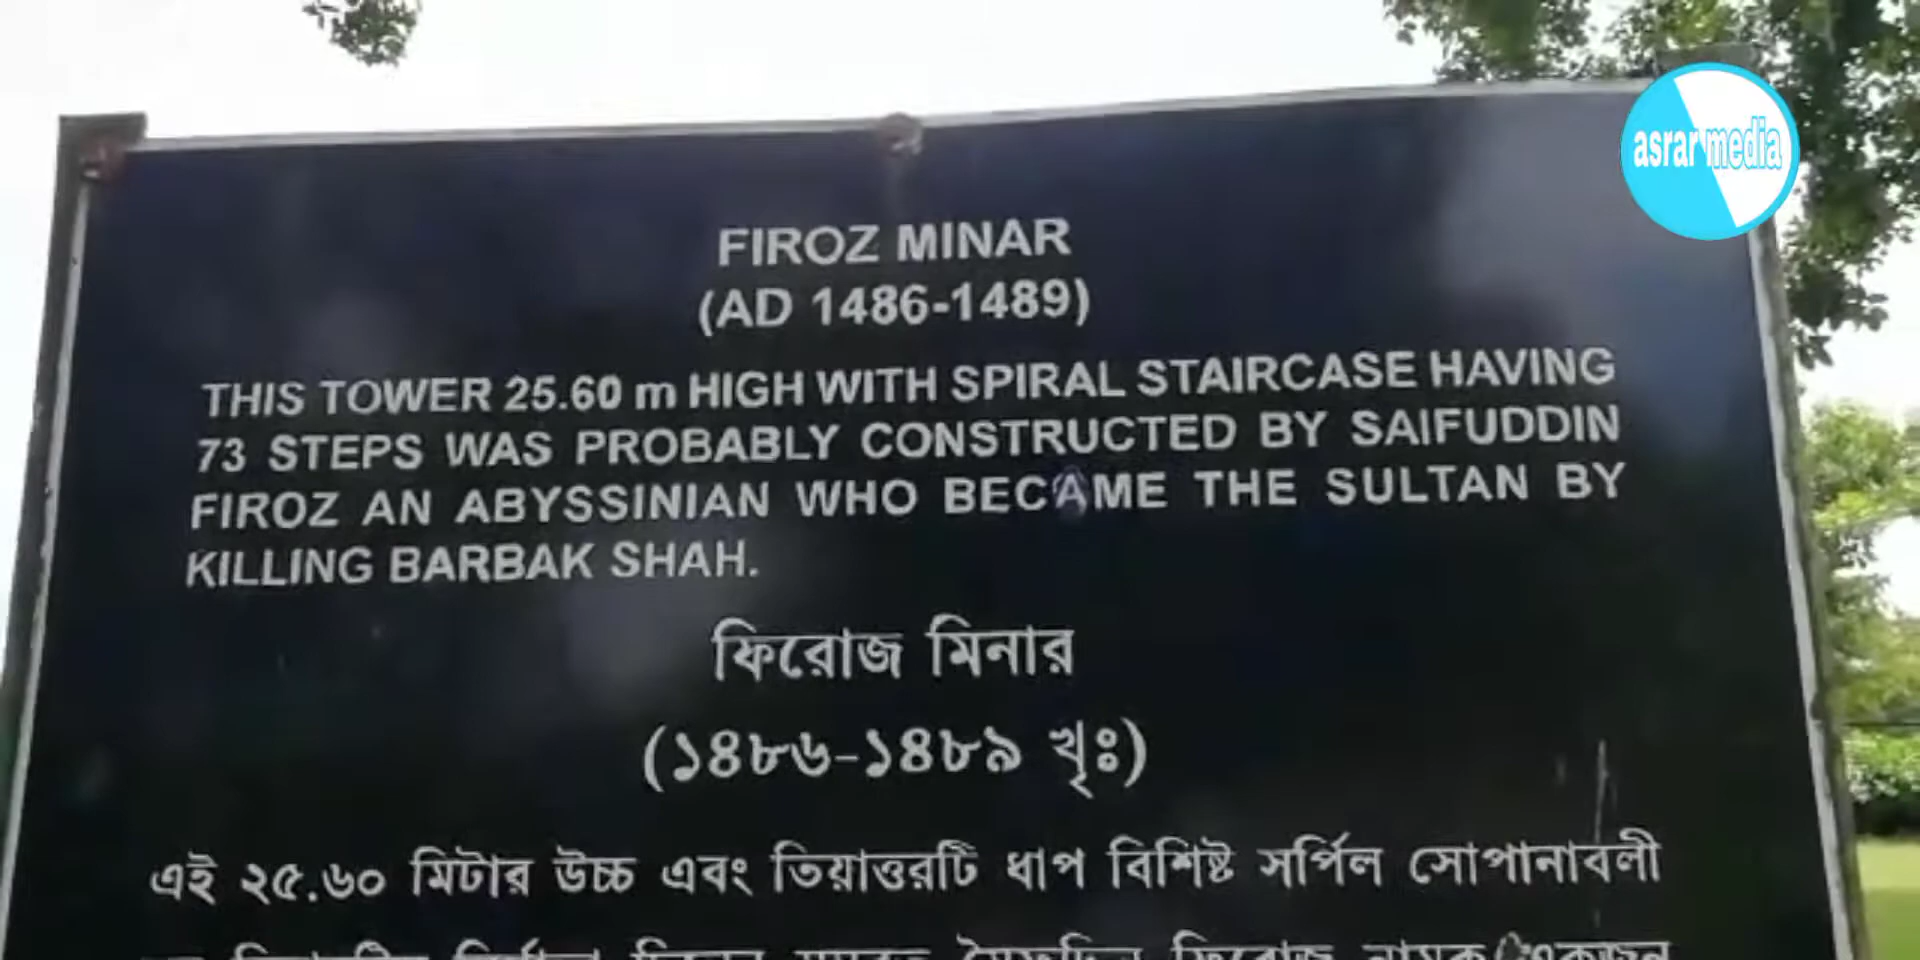 asrar media
FIROZ MINAR
(AD 1486-1489)
THIS TOWER 25.60 m HIGH WITH SPIRAL STAIRCASE HAVING
73 STEPS WAS PROBABLY CONSTRUCTED BY SAIFUDDIN
FIROZ AN ABYSSINIAN WHO BECAME THE SULTAN BY
KILLING BARBAK SHAH.
ফিরোজ মিনার
(১৪৮৬-১৪৮৯ খৃঃ)
এই ২৫.৬০ মিটার উচ্চ এবং তিয়াত্তরটি ধাপ বিশিষ্ট সর্পিল সোপানাবলী
ফিরোজ নামক একজন